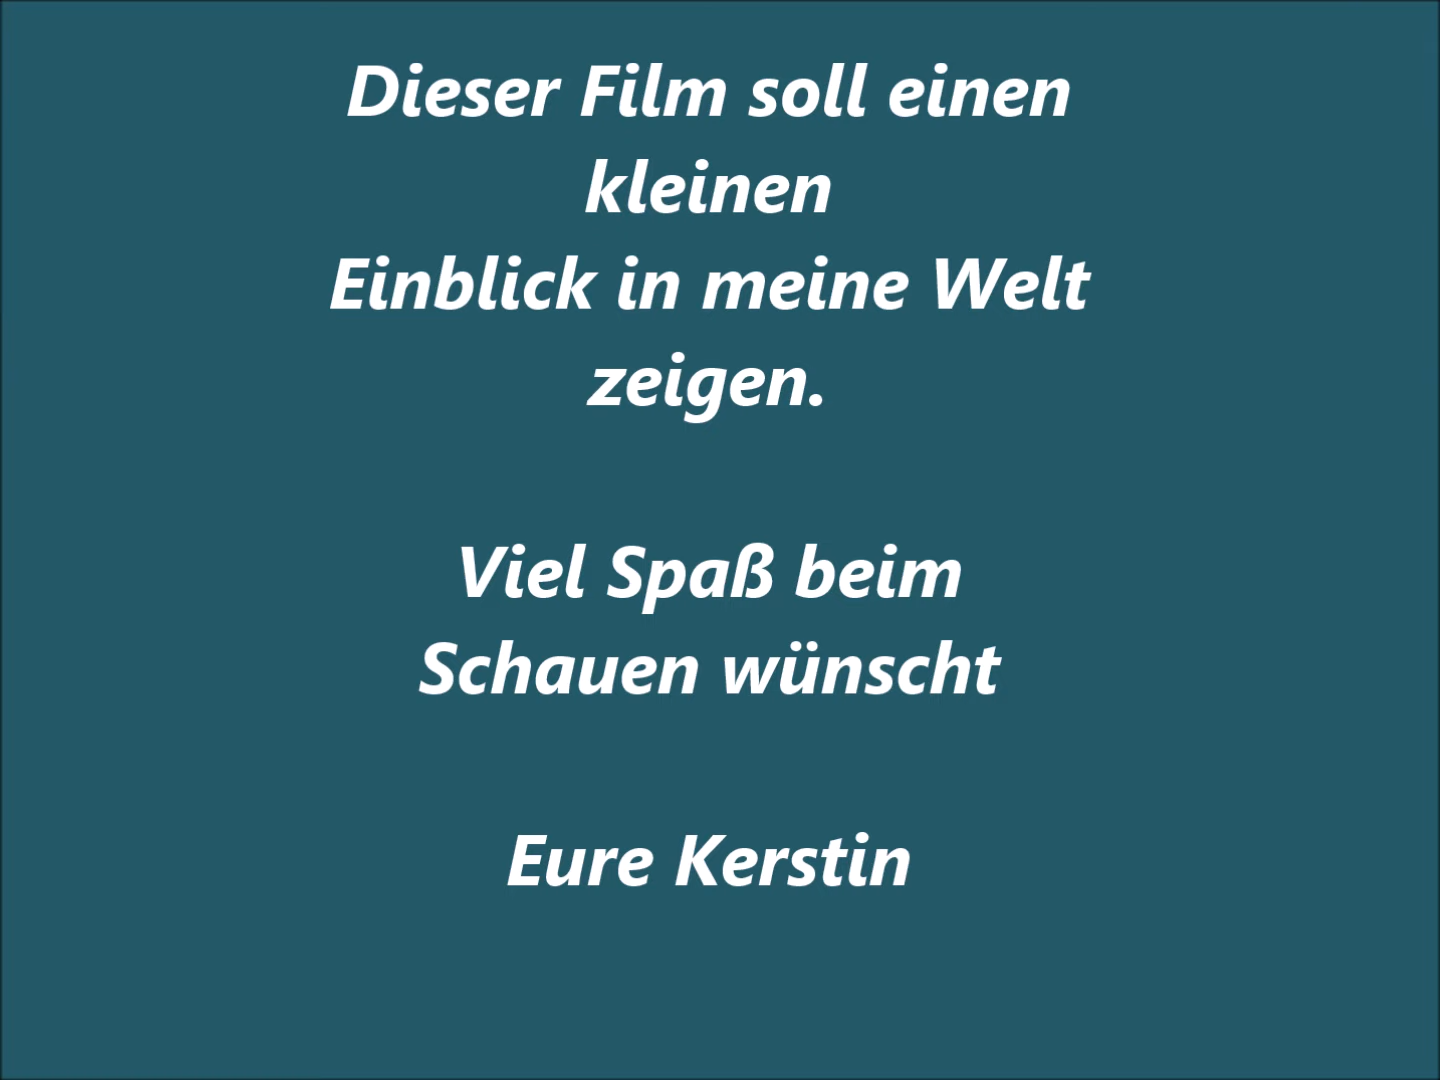 Dieser Film soll einen
kleinen
Einblick in meine Welt
zeigen.
Viel Spaß beim
Schauen wünscht
Eure Kerstin